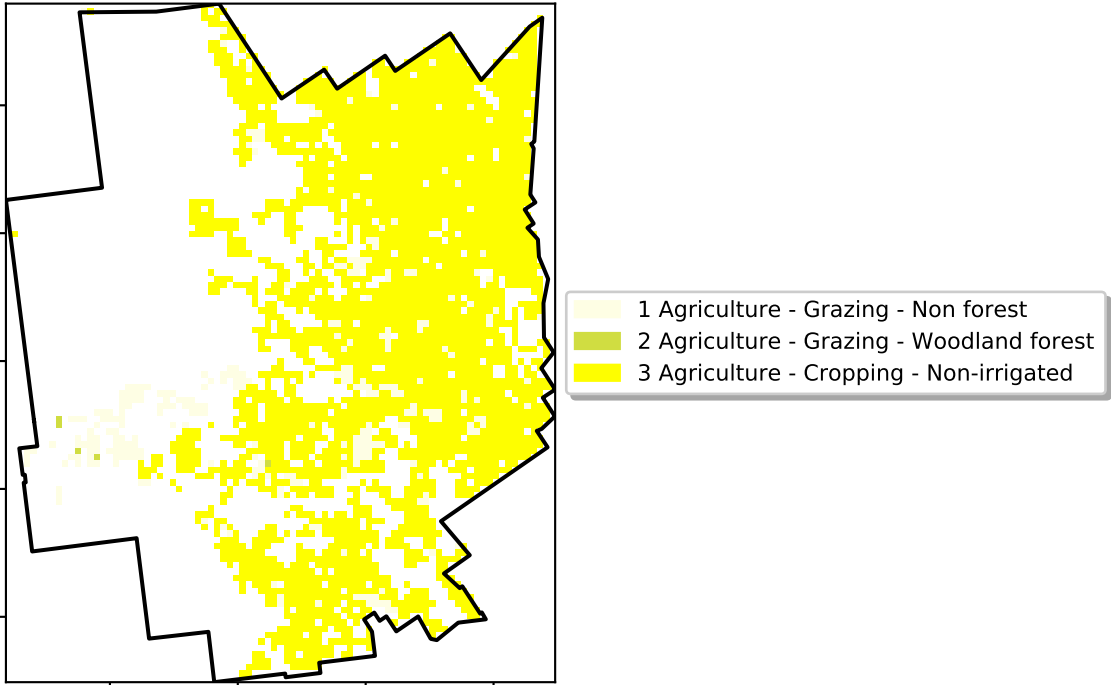 1 Agriculture - Grazing - Non forest
2 Agriculture - Grazing - Woodland forest
3 Agriculture - Cropping - Non-irrigated